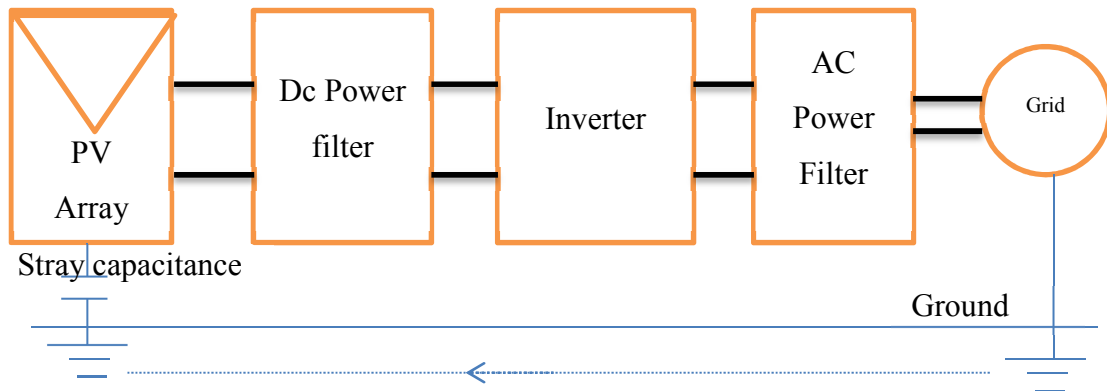 PV
Array
Dc Power
filter
Inverter
AC
Power
Filter
Grid
Stray capacitance
Ground